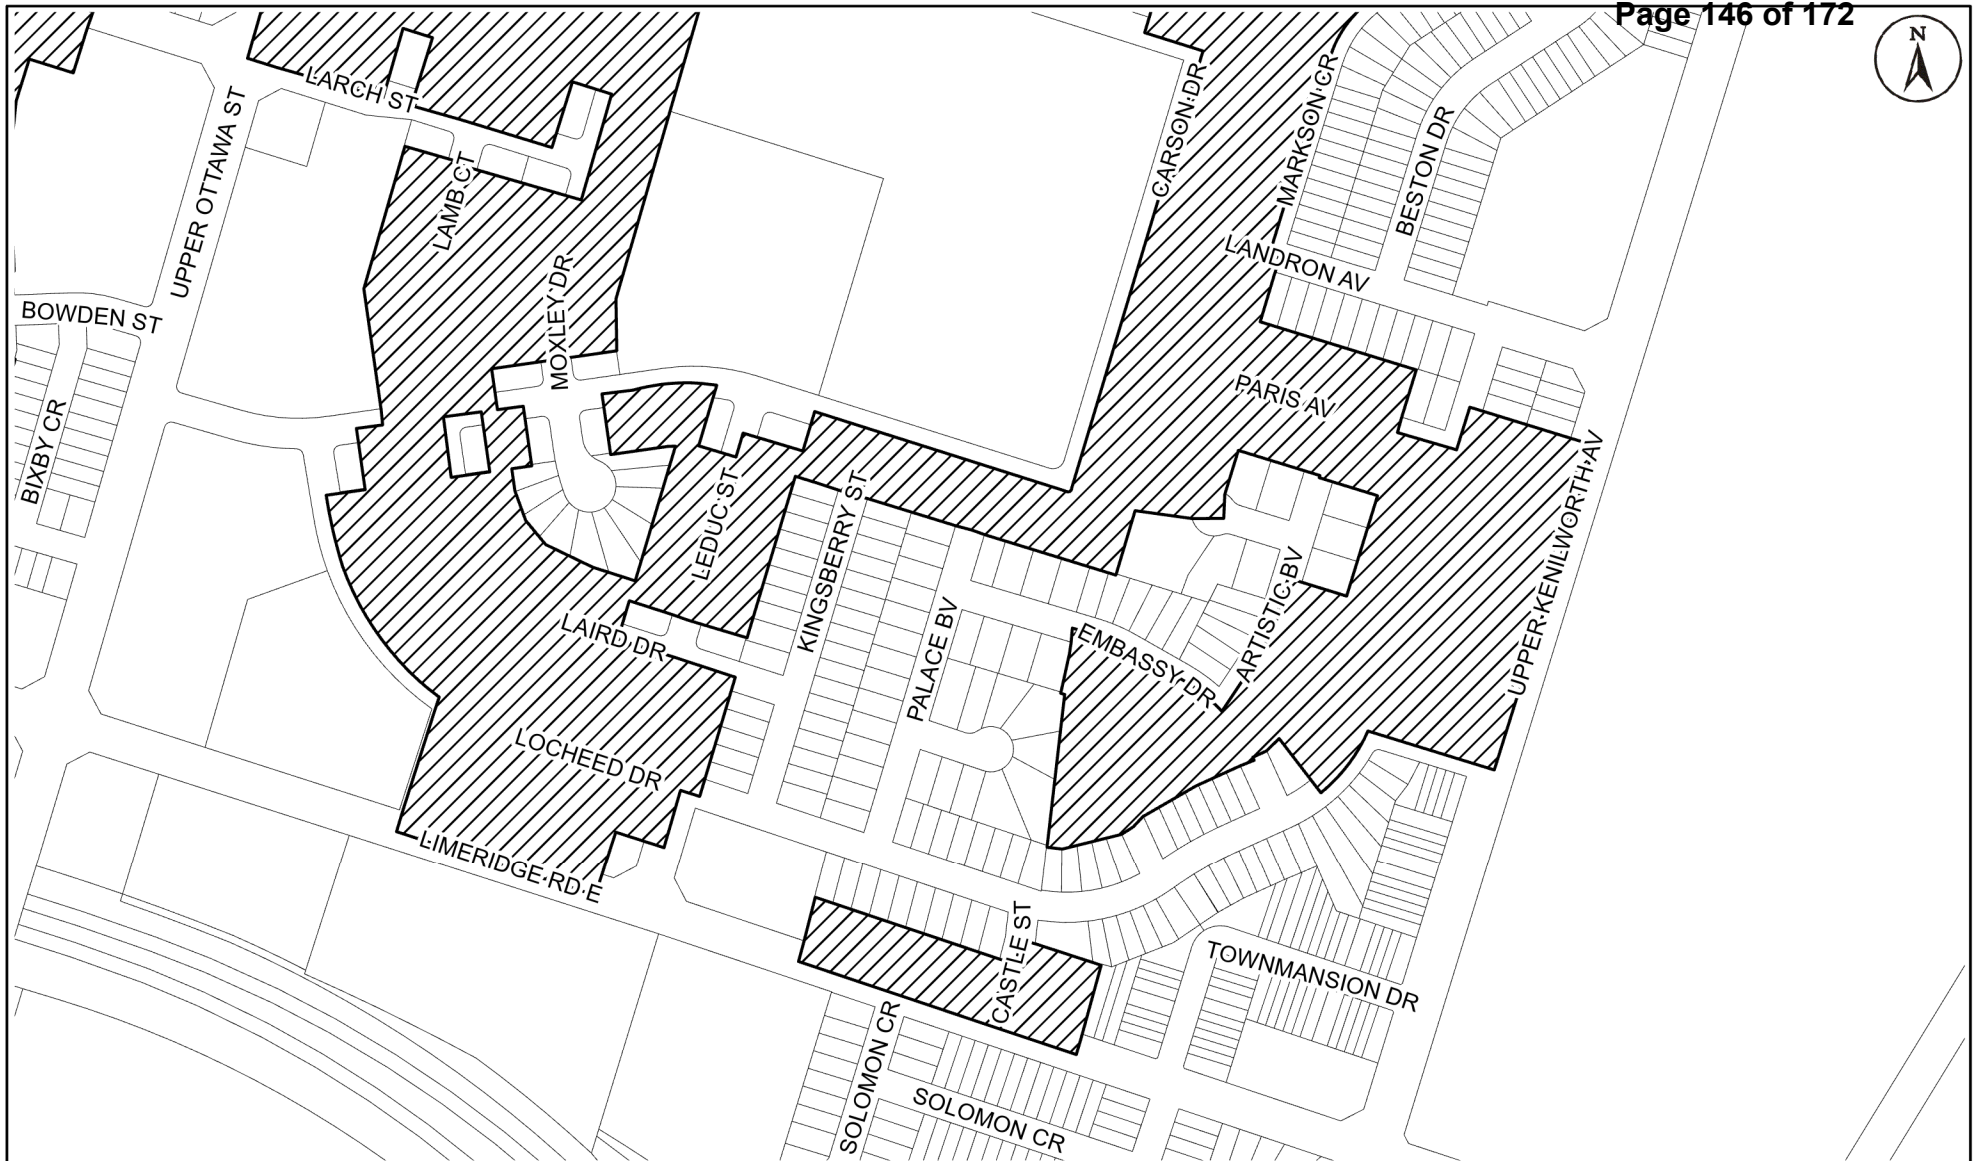 Page 146 of 172
N
LARCH ST
CARSON DR
MARKSON CR
BESTON DR
UPPER OTTAWA ST
LAMB CT
LANDRON AV
MOXLEY DR
BOWDEN ST
PARIS AV
BIXBY CR
LEDUC ST
KINGSBERRY ST
UPPER KENILWORTH AV
ARTISTIC BV
PALACE BV
LAIRD DR
EMBASSY DR
LOCHEED DR
LIMERIDGE RD E
CASTLE ST
TOWNMANSION DR
SOLOMON CR
SOLOMON CR